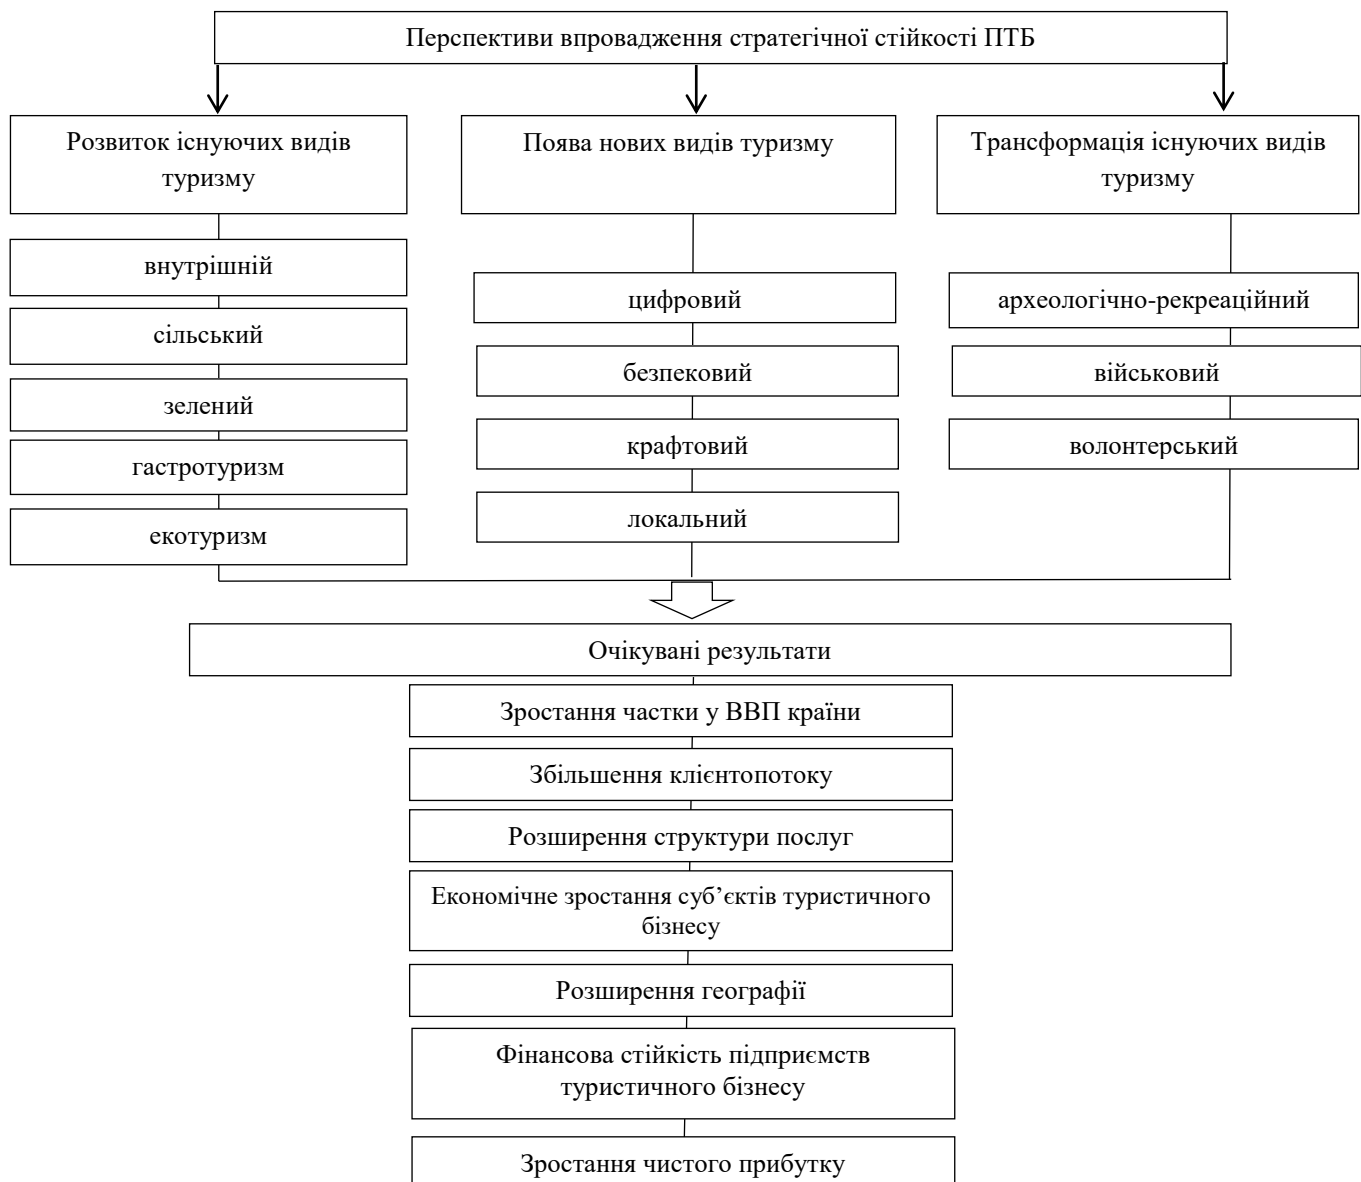 Перспективи впровадження стратегічної стійкості ПТБ
Розвиток існуючих видів
туризму
внутрішній
сільський
зелений
гастротуризм
екотуризм
Поява нових видів туризму
цифровий
безпековий
крафтовий
локальний
Трансформація існуючих видів
туризму
археологічно-рекреаційний
військовий
волонтерський
Очікувані результати
Зростання частки у ВВП країни
Збільшення клієнтопотоку
Розширення структури послуг
Економічне зростання суб’єктів туристичного
бізнесу
Розширення географії
Фінансова стійкість підприємств
туристичного бізнесу
Зростання чистого прибутку